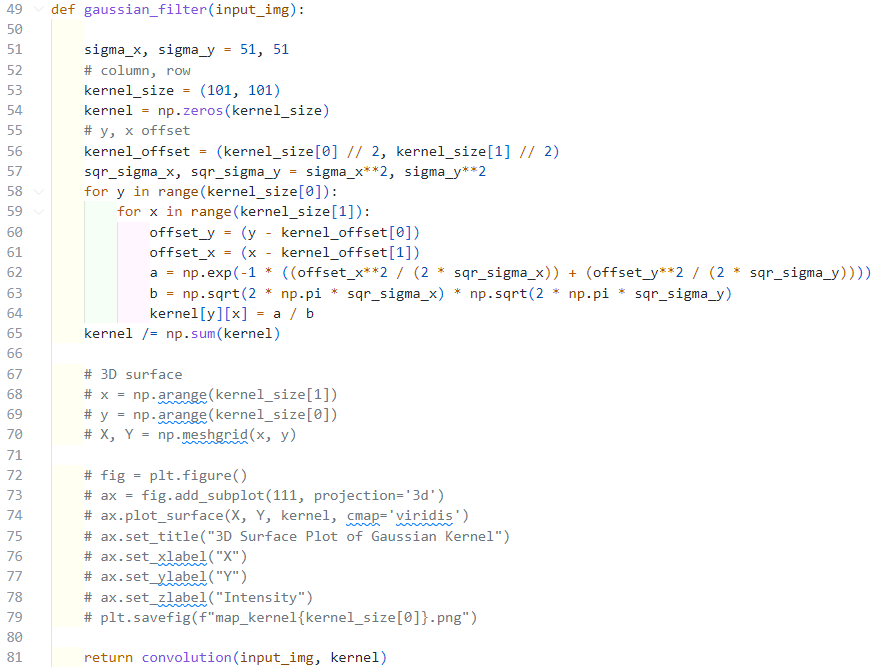 49 def gaussian_filter(input_img):
50
51     sigma_x, sigma_y = 51, 51
52     # column, row
53     kernel_size = (101, 101)
54     kernel = np.zeros(kernel_size)
55     # y, x offset
56     kernel_offset = (kernel_size[0] // 2, kernel_size[1] // 2)
57     sqr_sigma_x, sqr_sigma_y = sigma_x**2, sigma_y**2
58     for y in range(kernel_size[0]):
59         for x in range(kernel_size[1]):
60             offset_y = (y - kernel_offset[0])
61             offset_x = (x - kernel_offset[1])
62             a = np.exp(-1 * ((offset_x**2 / (2 * sqr_sigma_x)) + (offset_y**2 / (2 * sqr_sigma_y))))
63             b = np.sqrt(2 * np.pi * sqr_sigma_x) * np.sqrt(2 * np.pi * sqr_sigma_y)
64             kernel[y][x] = a / b
65     kernel /= np.sum(kernel)
66
67     # 3D surface
68     # x = np.arange(kernel_size[1])
69     # y = np.arange(kernel_size[0])
70     # X, Y = np.meshgrid(x, y)
71
72     # fig = plt.figure()
73     # ax = fig.add_subplot(111, projection='3d')
74     # ax.plot_surface(X, Y, kernel, cmap='viridis')
75     # ax.set_title("3D Surface Plot of Gaussian Kernel")
76     # ax.set_xlabel("X")
77     # ax.set_ylabel("Y")
78     # ax.set_zlabel("Intensity")
79     # plt.savefig(f"map_kernel{kernel_size[0]}.png")
80
81     return convolution(input_img, kernel)